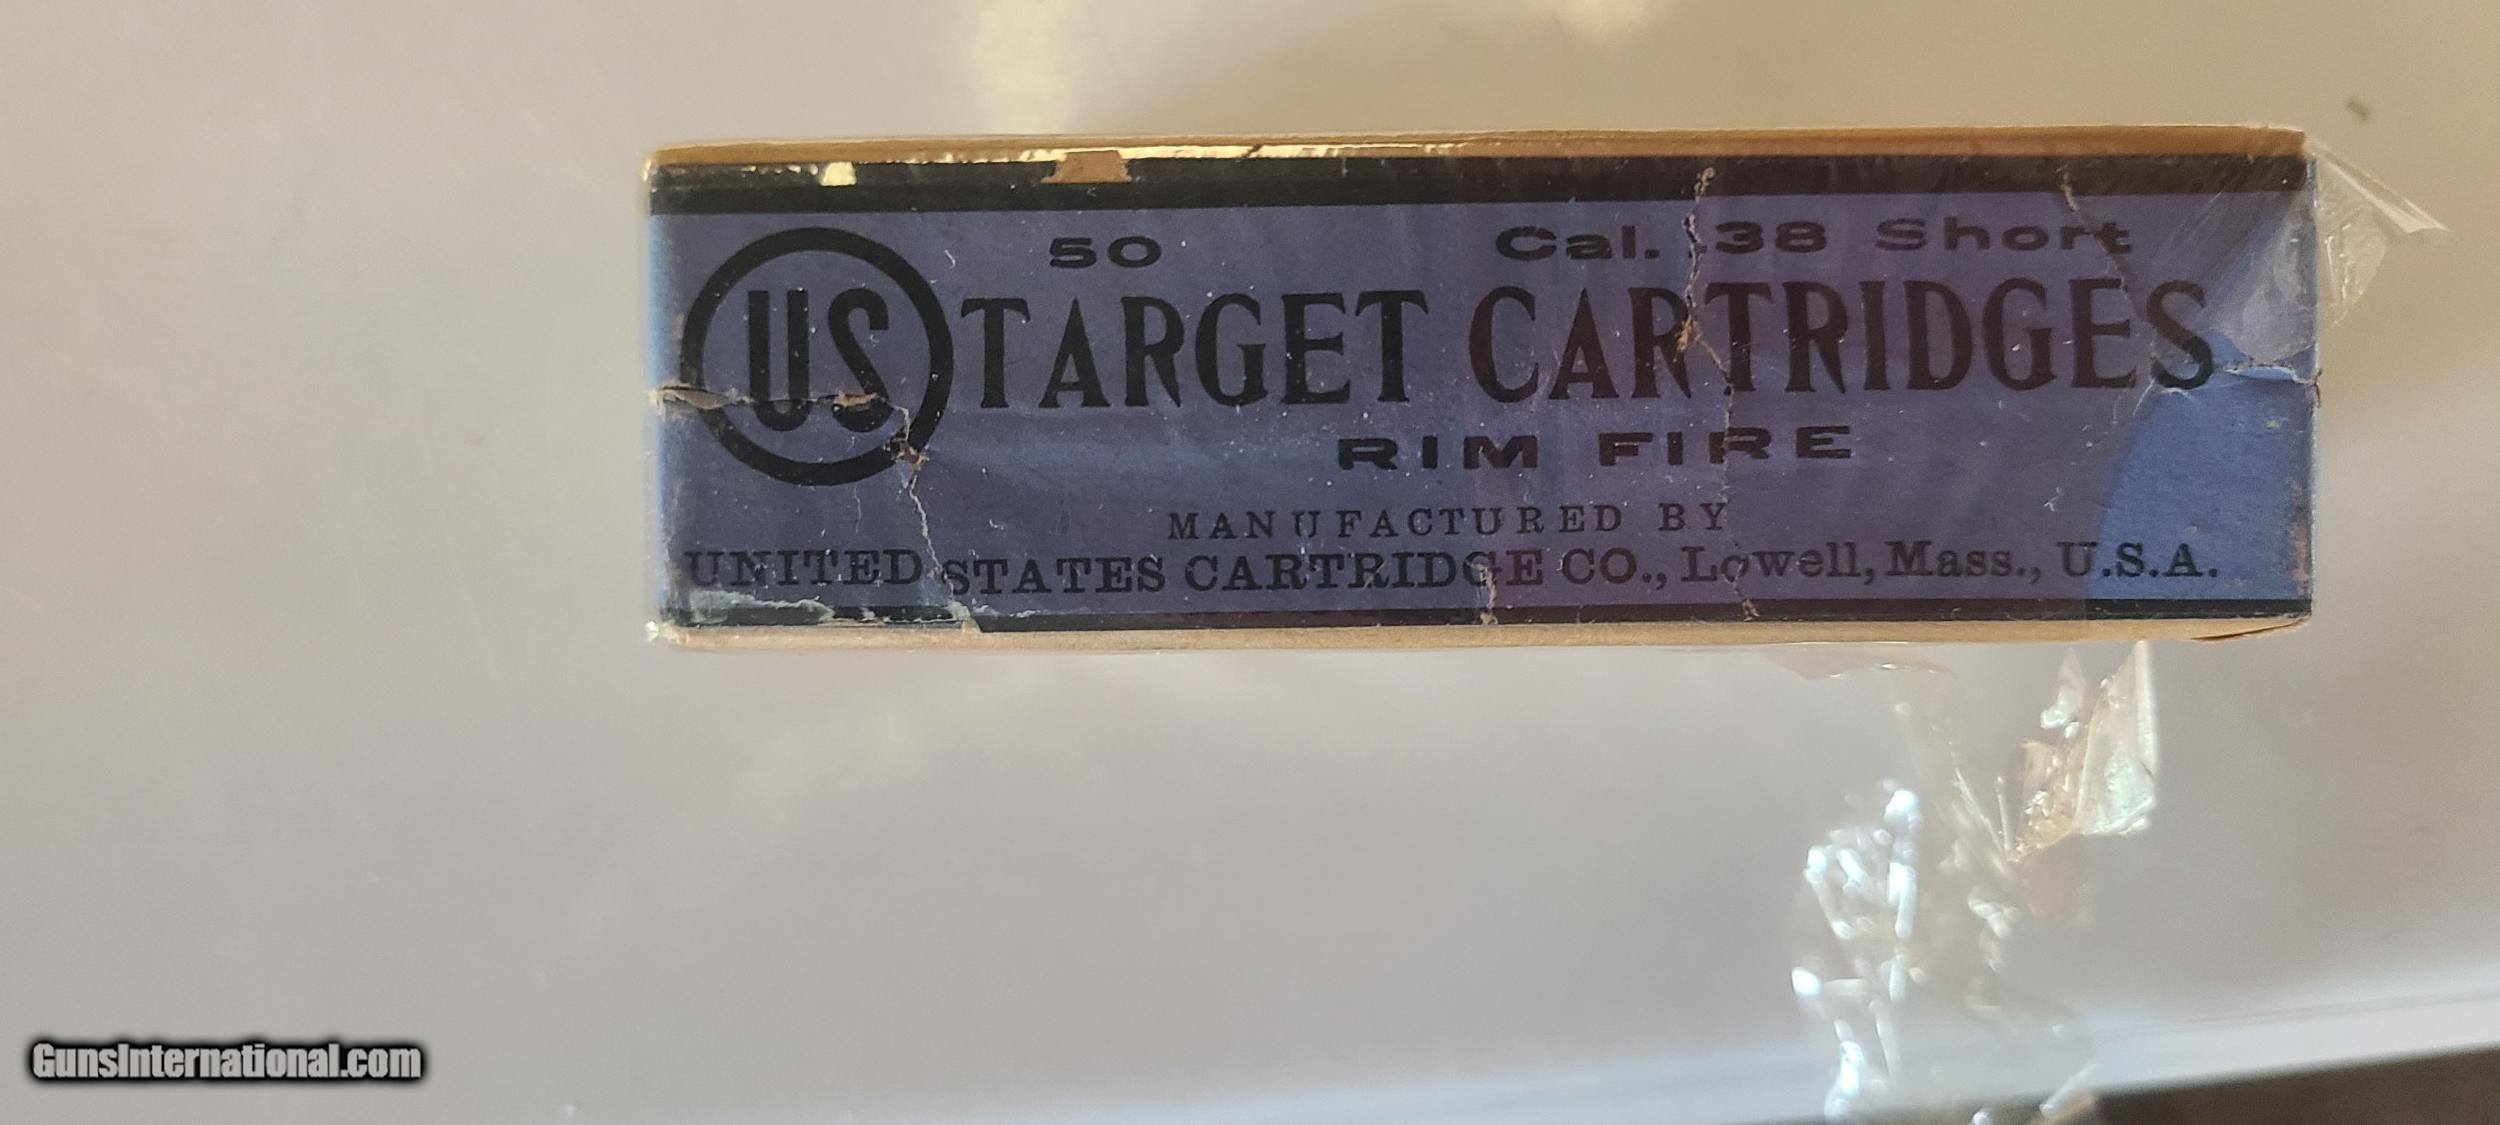 50 Cal. .38 Short
US TARGET CARTRIDGES
RIM FIRE
MANUFACTURED BY
UNITED STATES CARTRIDGE CO., Lowell, Mass., U.S.A.
GunsInternational.com